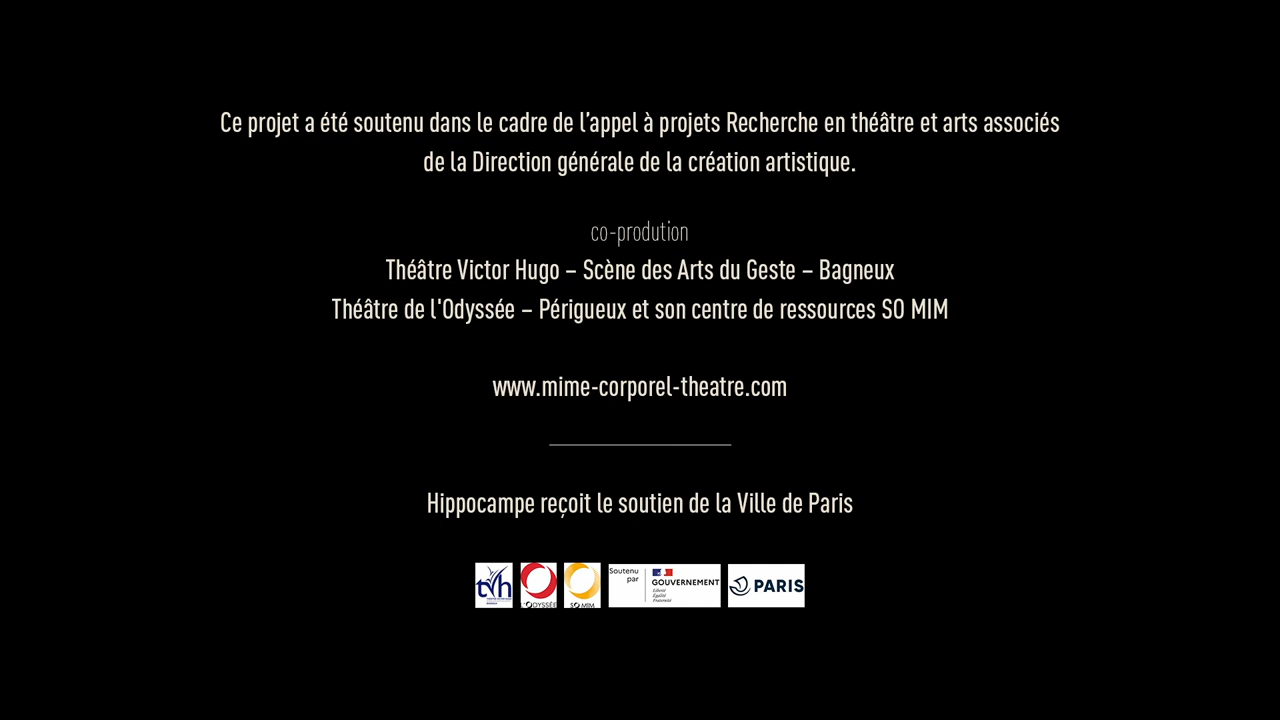 Ce projet a été soutenu dans le cadre de l'appel à projets Recherche en théâtre et arts associés
de la Direction générale de la création artistique.
co-prodution
Théâtre Victor Hugo – Scène des Arts du Geste – Bagneux
Théâtre de l'Odyssée – Périgueux et son centre de ressources SO MIM
www.mime-corporel-theatre.com
Hippocampe reçoit le soutien de la Ville de Paris
tvh
L'ODYSSÉE
SO MIM
Soutenu
par
GOUVERNEMENT
Liberté
Égalité
Fraternité
PARIS